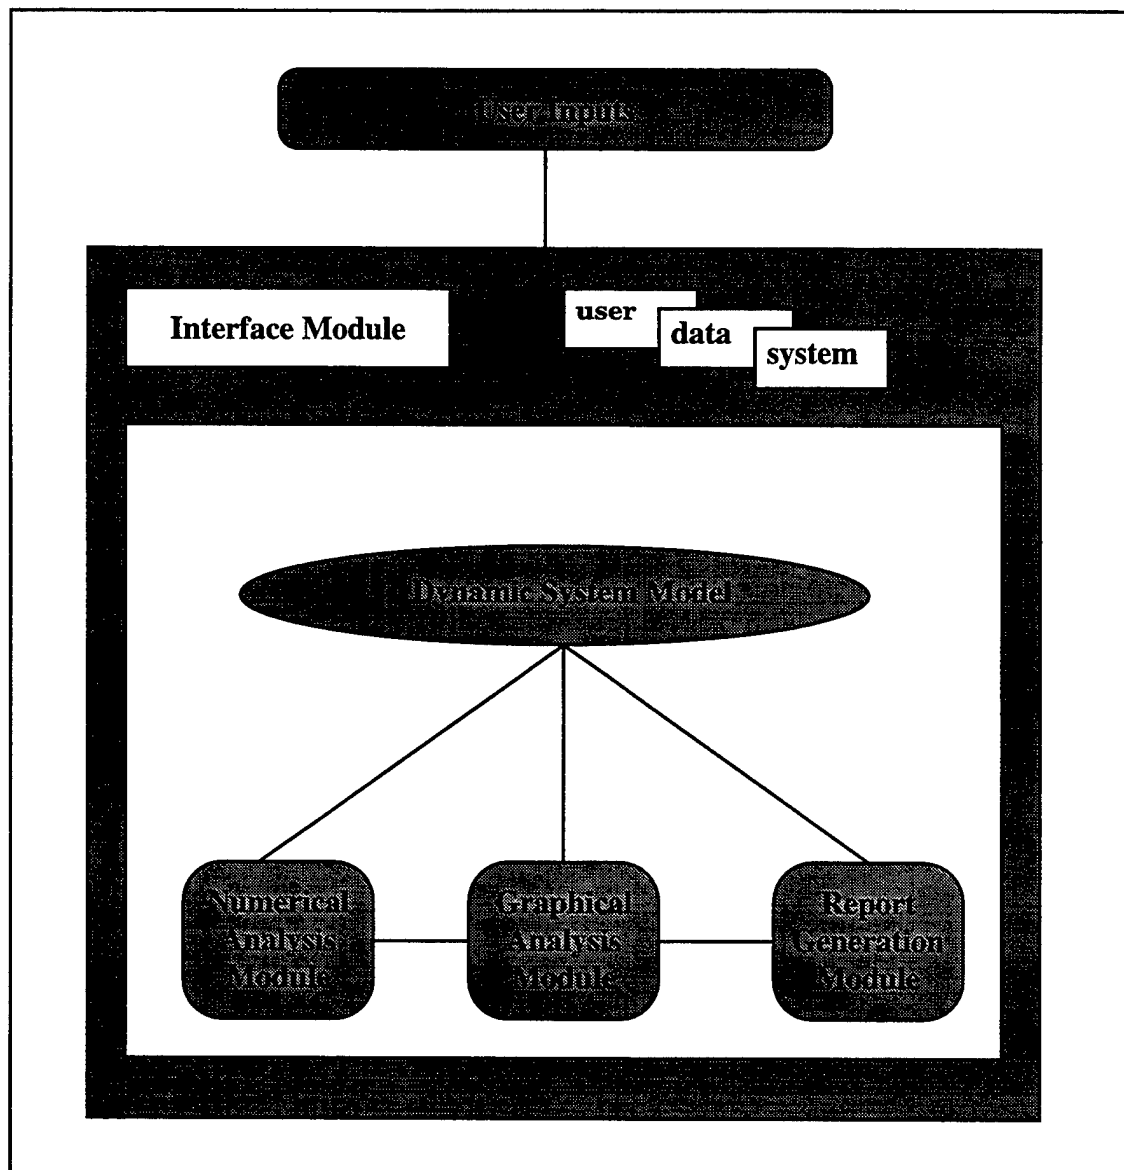 User Inputs
Interface Module
user
data
system
Dynamic System Model
Numerical
Analysis
Module
Graphical
Analysis
Module
Report
Generation
Module